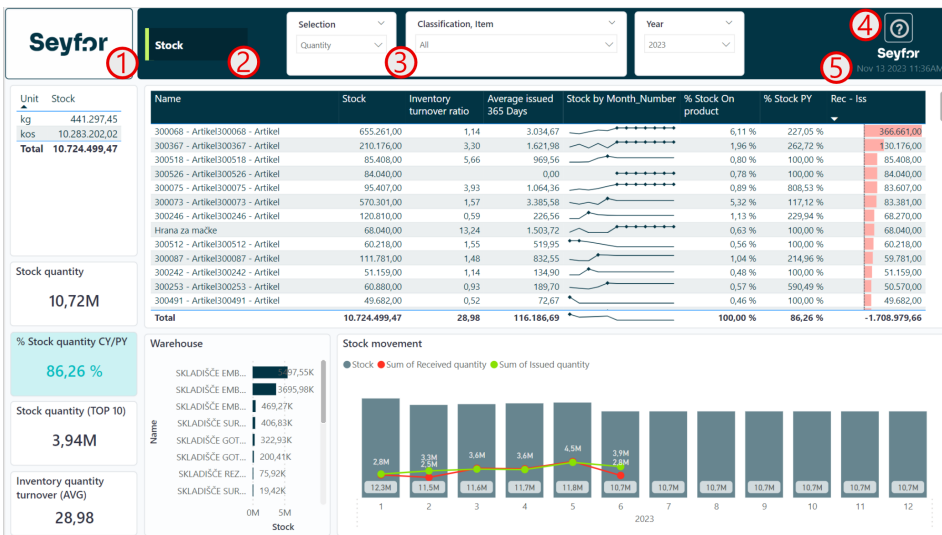 Seyfor
1
Stock
2
Selection
Quantity
Classification, Item
All
3
Year
2023
4
?
Seyfor
5
Nov 13 2023 11:36AM
Unit Stock
kg 441.297,45
kos 10.283.202,02
Total 10.724.499,47
Stock quantity
10,72M
% Stock quantity CY/PY
86,26 %
Stock quantity (TOP 10)
3,94M
Inventory quantity
turnover (AVG)
28,98
Name Stock Inventory turnover ratio Average issued 365 Days Stock by Month_Number % Stock On product % Stock PY Rec - Iss
300068 - Artikel300068 - Artikel 655.261,00 1,14 3.034,67 6,11 % 227,05 % 366.661,00
300367 - Artikel300367 - Artikel 210.176,00 3,30 1.621,98 1,96 % 262,72 % 130.176,00
300518 - Artikel300518 - Artikel 85.408,00 5,66 969,56 0,80 % 100,00 % 85.408,00
300526 - Artikel300526 - Artikel 84.040,00 0,00 0,78 % 100,00 % 84.040,00
300075 - Artikel300075 - Artikel 95.407,00 3,93 1.064,36 0,89 % 808,53 % 83.607,00
300073 - Artikel300073 - Artikel 570.301,00 1,57 3.385,58 5,32 % 117,12 % 83.381,00
300246 - Artikel300246 - Artikel 120.810,00 0,59 226,56 1,13 % 229,94 % 68.270,00
Hrana za mačke 68.040,00 13,24 1.503,72 0,63 % 100,00 % 68.040,00
300512 - Artikel300512 - Artikel 60.218,00 1,55 519,95 0,56 % 100,00 % 60.218,00
300087 - Artikel300087 - Artikel 111.781,00 1,48 832,55 1,04 % 214,96 % 59.781,00
300242 - Artikel300242 - Artikel 51.159,00 1,14 134,90 0,48 % 100,00 % 51.159,00
300253 - Artikel300253 - Artikel 60.880,00 0,93 189,70 0,57 % 590,49 % 50.570,00
300491 - Artikel300491 - Artikel 49.682,00 0,52 72,67 0,46 % 100,00 % 49.682,00
Total 10.724.499,47 28,98 116.186,69 100,00 % 86,26 % -1.708.979,66
Warehouse
Name
SKLADIŠČE EMB... 97,55K
SKLADIŠČE EMB... 3695,98K
SKLADIŠČE EMB... 469,27K
SKLADIŠČE SUR... 406,83K
SKLADIŠČE GOT... 322,93K
SKLADIŠČE GOT... 200,41K
SKLADIŠČE REZ... 75,92K
SKLADIŠČE SUR... 19,42K
0M 5M
Stock
Stock movement
Stock Sum of Received quantity Sum of Issued quantity
2,8M 3,3M 2,5M 3,6M 3,6M 4,5M 3,9M 2,8M
12,3M 11,5M 11,6M 11,7M 11,8M 10,7M 10,7M 10,7M 10,7M 10,7M 10,7M 10,7M
1 2 3 4 5 6 7 8 9 10 11 12
2023